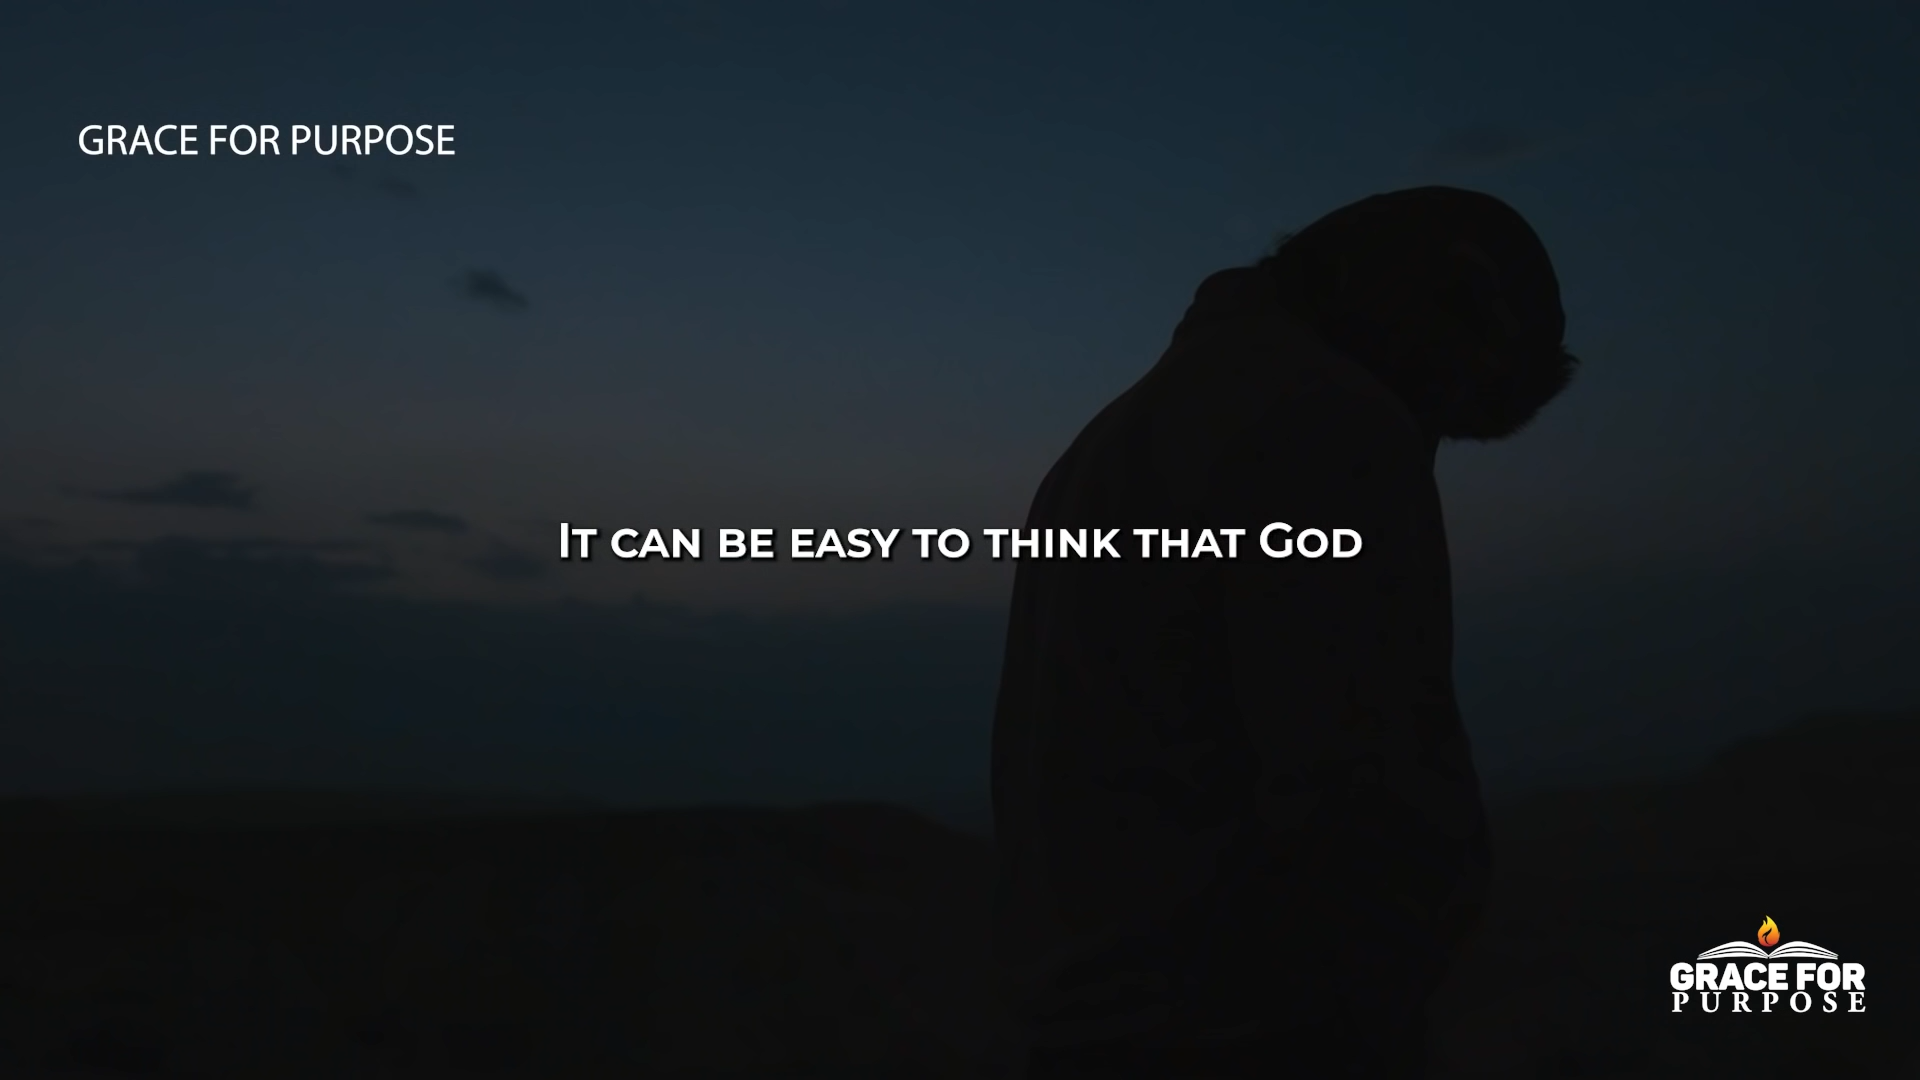 GRACE FOR PURPOSE
It can be easy to think that God
GRACE FOR
PURPOSE